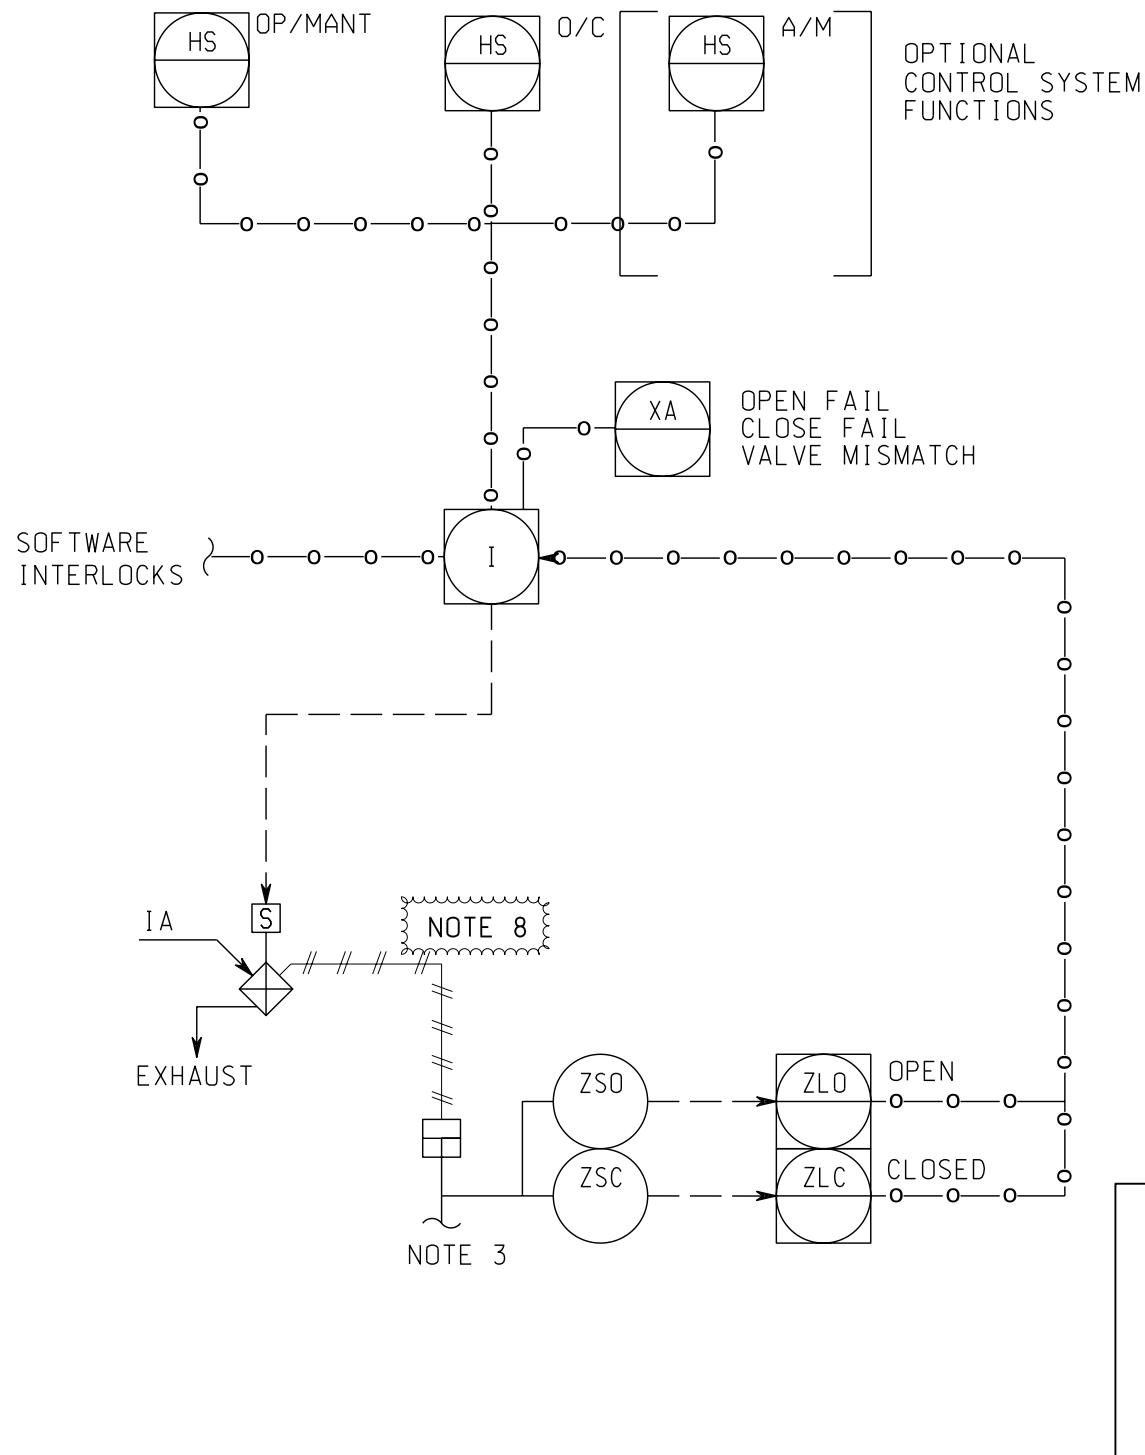 HS OP/MANT
HS O/C
HS A/M
OPTIONAL
CONTROL SYSTEM
FUNCTIONS
XA
OPEN FAIL
CLOSE FAIL
VALVE MISMATCH
SOFTWARE
INTERLOCKS
I
S
IA
NOTE 8
EXHAUST
ZSO
ZLO
OPEN
ZSC
ZLC
CLOSED
NOTE 3